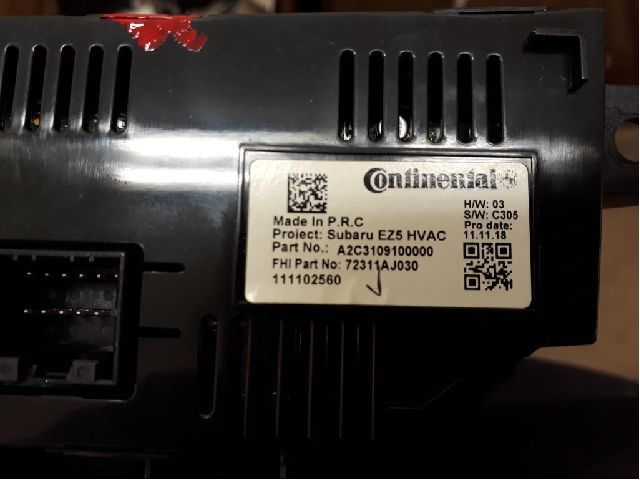 Continental
H/W: 03
S/W: C305
Pro date:
11.11.18
Made In P.R.C
Proiect: Subaru EZ5 HVAC
Part No.: A2C3109100000
FHI Part No: 72311AJ030
111102560